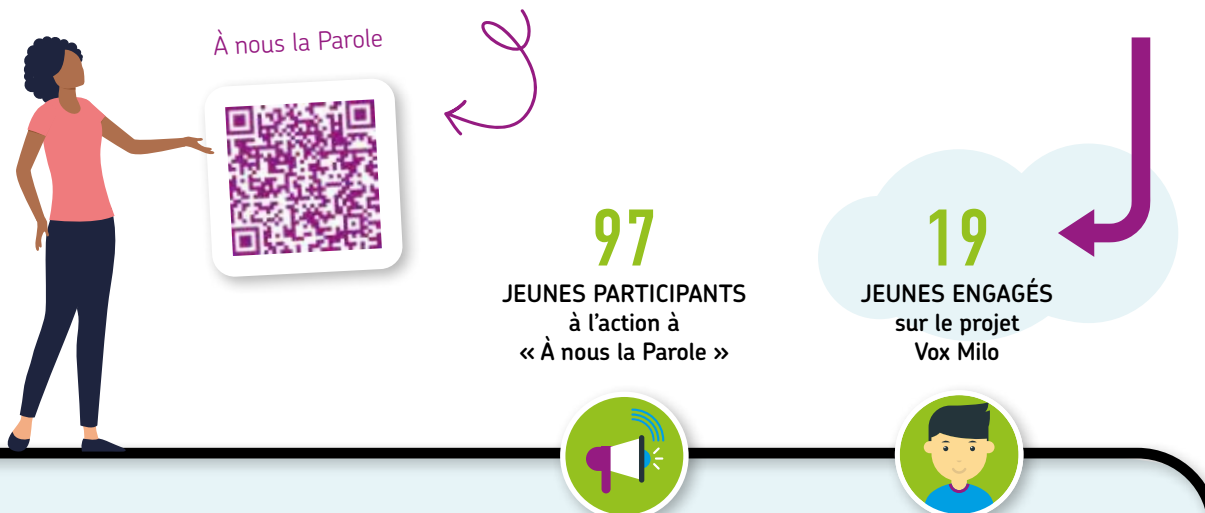 À nous la Parole
97
JEUNES PARTICIPANTS
à l’action à
« À nous la Parole »
19
JEUNES ENGAGÉS
sur le projet
Vox Milo